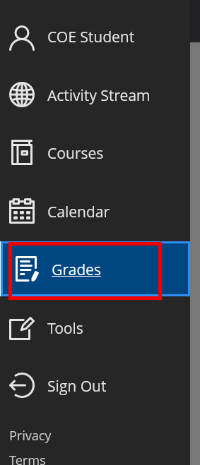 COE Student
Activity Stream
Courses
Calendar
Grades
Tools
Sign Out
Privacy
Terms